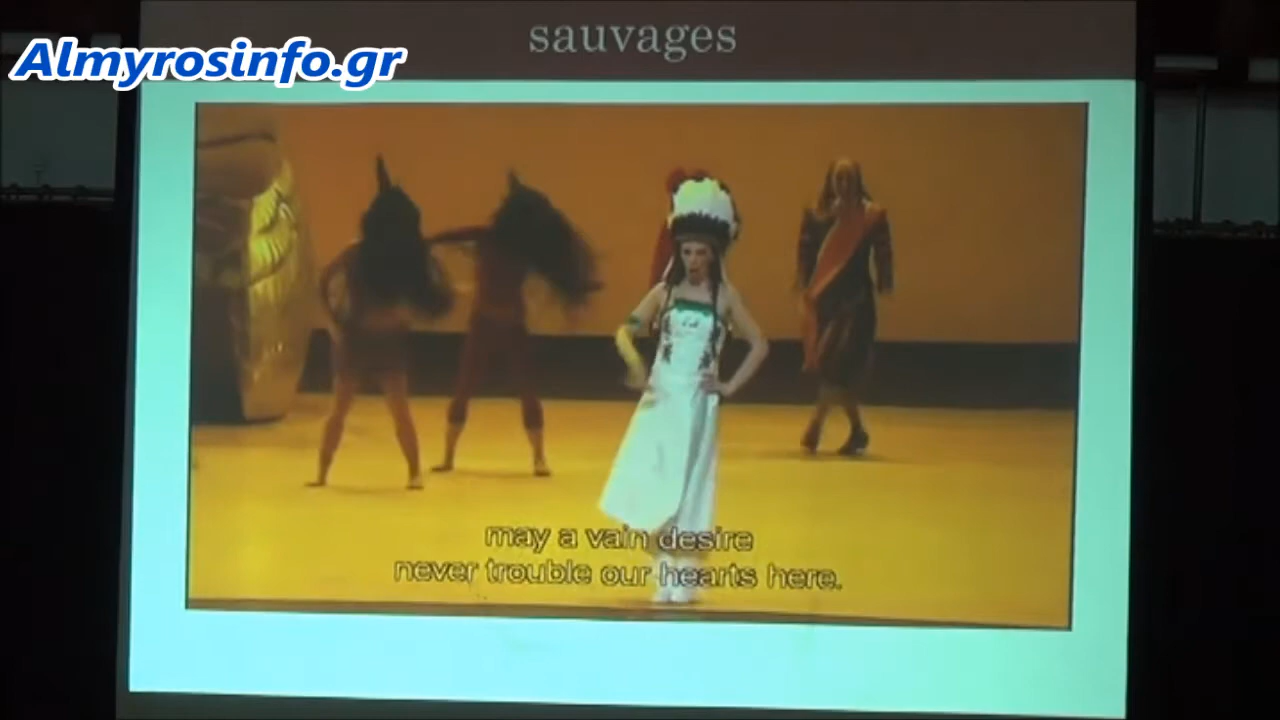 sauvages
Almyrosinfo.gr
may a vain desire
never trouble our hearts here.